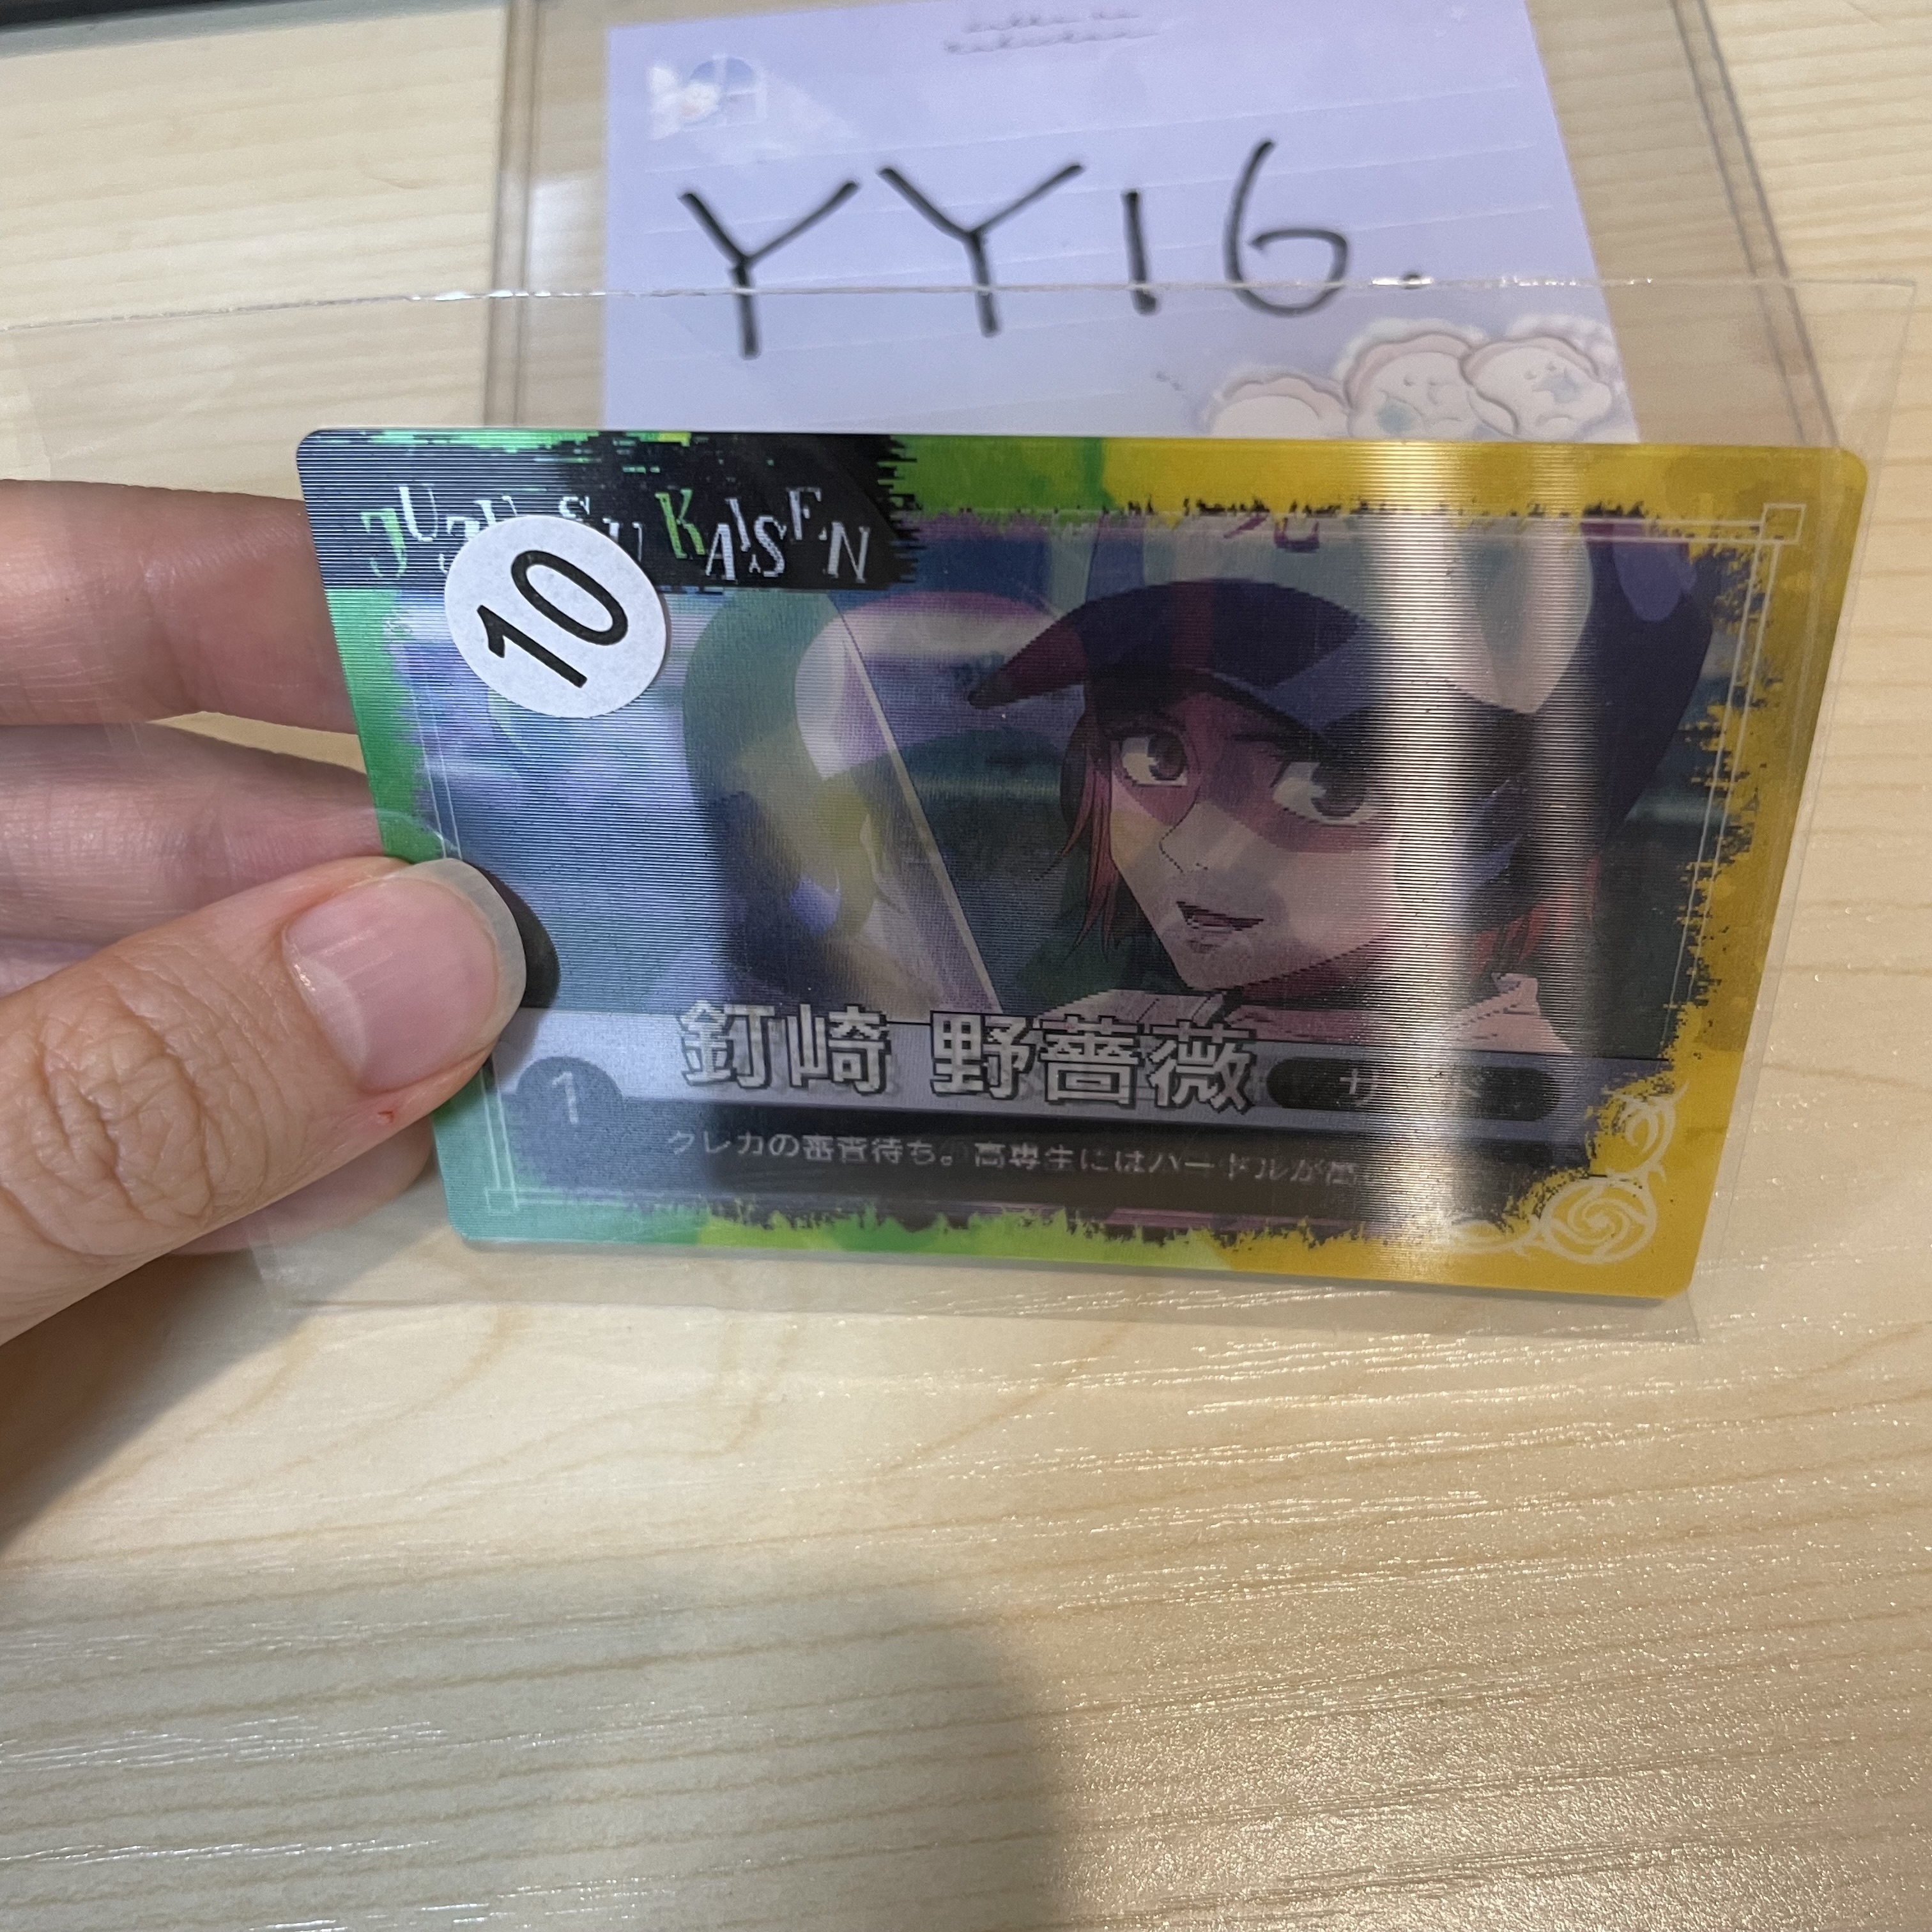 YY16.
JUJUTSU KAISEN
10
釘崎 野薔薇
1
クレカの審査待ち。高専生にはハードルが